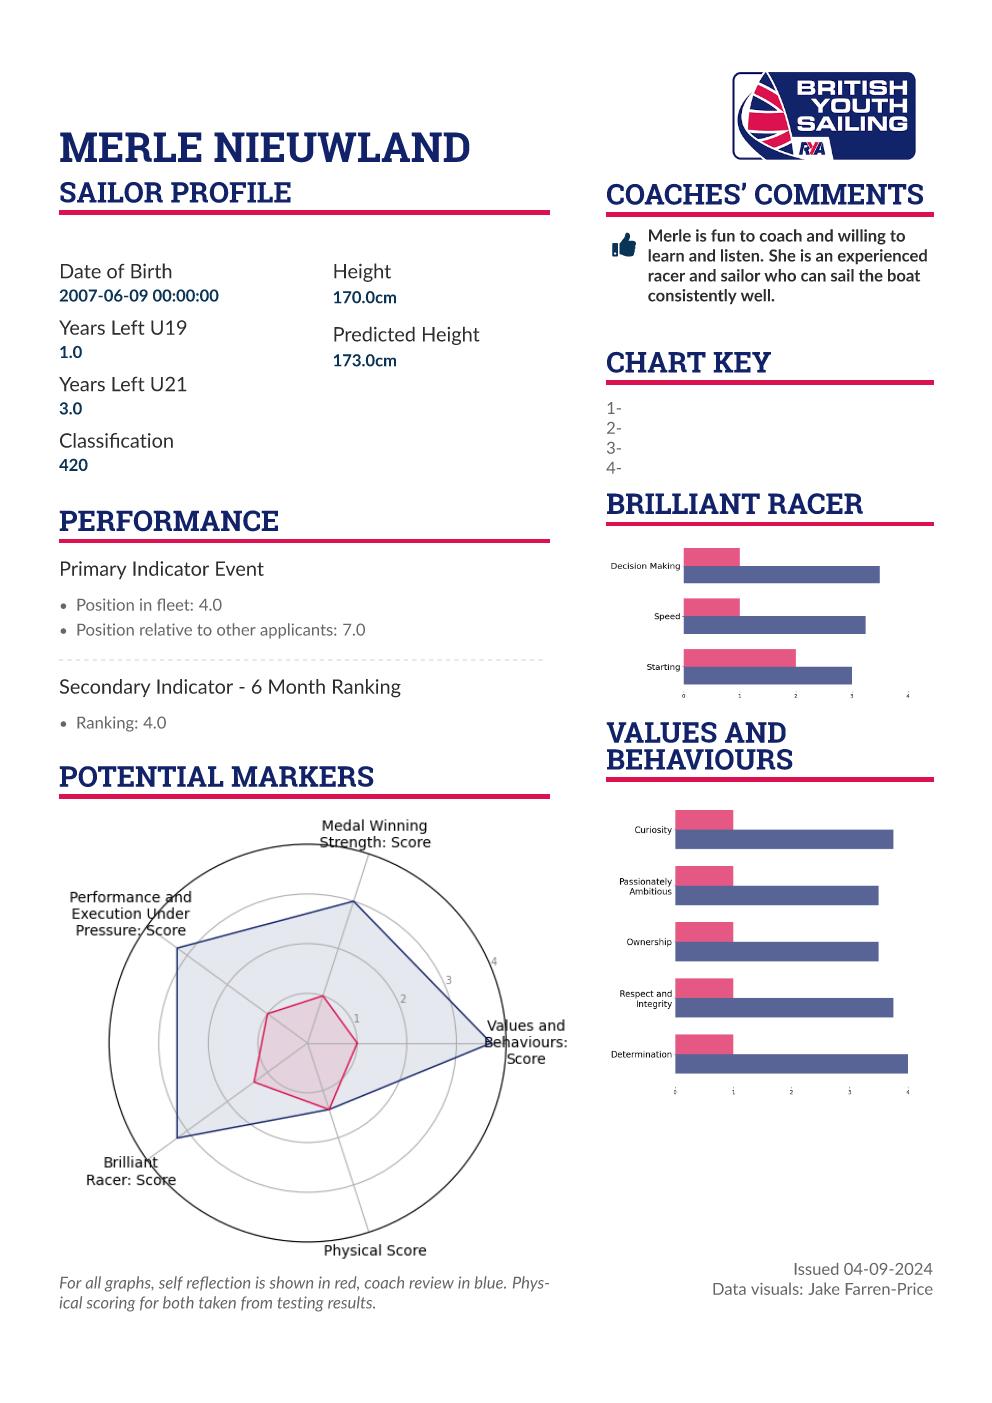 BRITISH
YOUTH
SAILING
RYA
MERLE NIEUWLAND
SAILOR PROFILE
Date of Birth
2007-06-09 00:00:00
Years Left U19
1.0
Years Left U21
3.0
Classification
420
Height
170.0cm
Predicted Height
173.0cm
PERFORMANCE
Primary Indicator Event
• Position in fleet: 4.0
• Position relative to other applicants: 7.0
Secondary Indicator - 6 Month Ranking
• Ranking: 4.0
POTENTIAL MARKERS
Medal Winning
Strength: Score
Performance and
Execution Under
Pressure: Score
4
3
2
1
Values and
Behaviours:
Score
Brilliant
Racer: Score
Physical Score
For all graphs, self reflection is shown in red, coach review in blue. Phys-
ical scoring for both taken from testing results.
COACHES' COMMENTS
Merle is fun to coach and willing to
learn and listen. She is an experienced
racer and sailor who can sail the boat
consistently well.
CHART KEY
1-
2-
3-
4-
BRILLIANT RACER
Decision Making
Speed
Starting
0 1 2 3 4
VALUES AND
BEHAVIOURS
Curiosity
Passionately
Ambitious
Ownership
Respect and
Integrity
Determination
0 1 2 3 4
Issued 04-09-2024
Data visuals: Jake Farren-Price